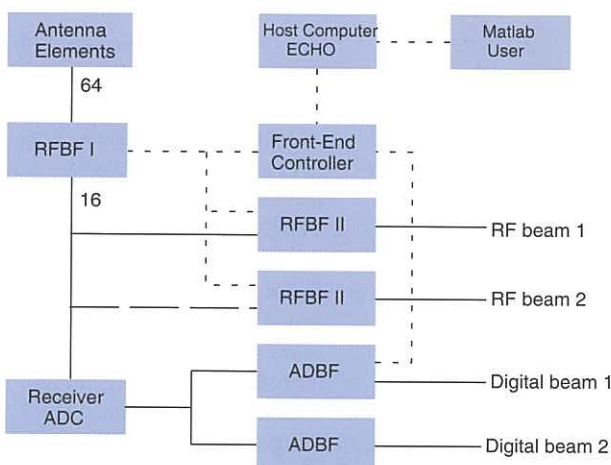 Antenna
Elements
Host Computer
ECHO
Matlab
User
64
RFBF I
Front-End
Controller
16
RFBF II
RF beam 1
RFBF II
RF beam 2
ADBF
Digital beam 1
Receiver
ADC
ADBF
Digital beam 2